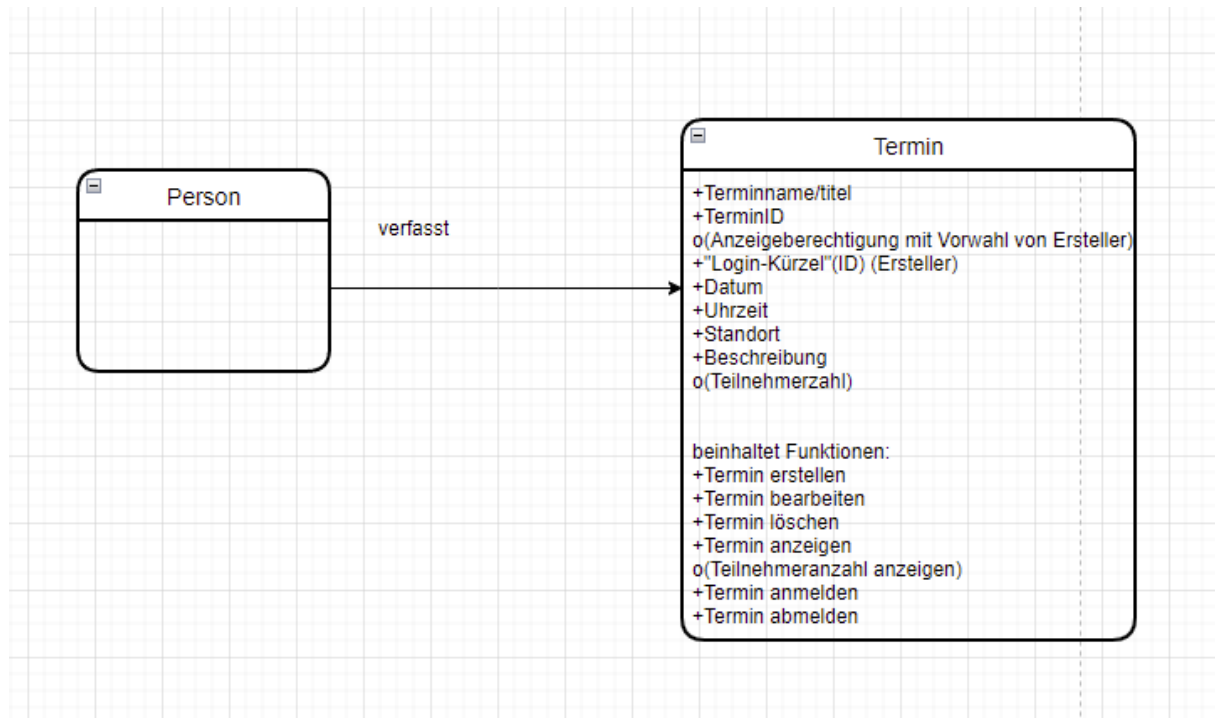 Person
verfasst
Termin
+Terminname/titel
+TerminID
o(Anzeigeberechtigung mit Vorwahl von Ersteller)
+"Login-Kürzel"(ID) (Ersteller)
+Datum
+Uhrzeit
+Standort
+Beschreibung
o(Teilnehmerzahl)
beinhaltet Funktionen:
+Termin erstellen
+Termin bearbeiten
+Termin löschen
+Termin anzeigen
o(Teilnehmeranzahl anzeigen)
+Termin anmelden
+Termin abmelden